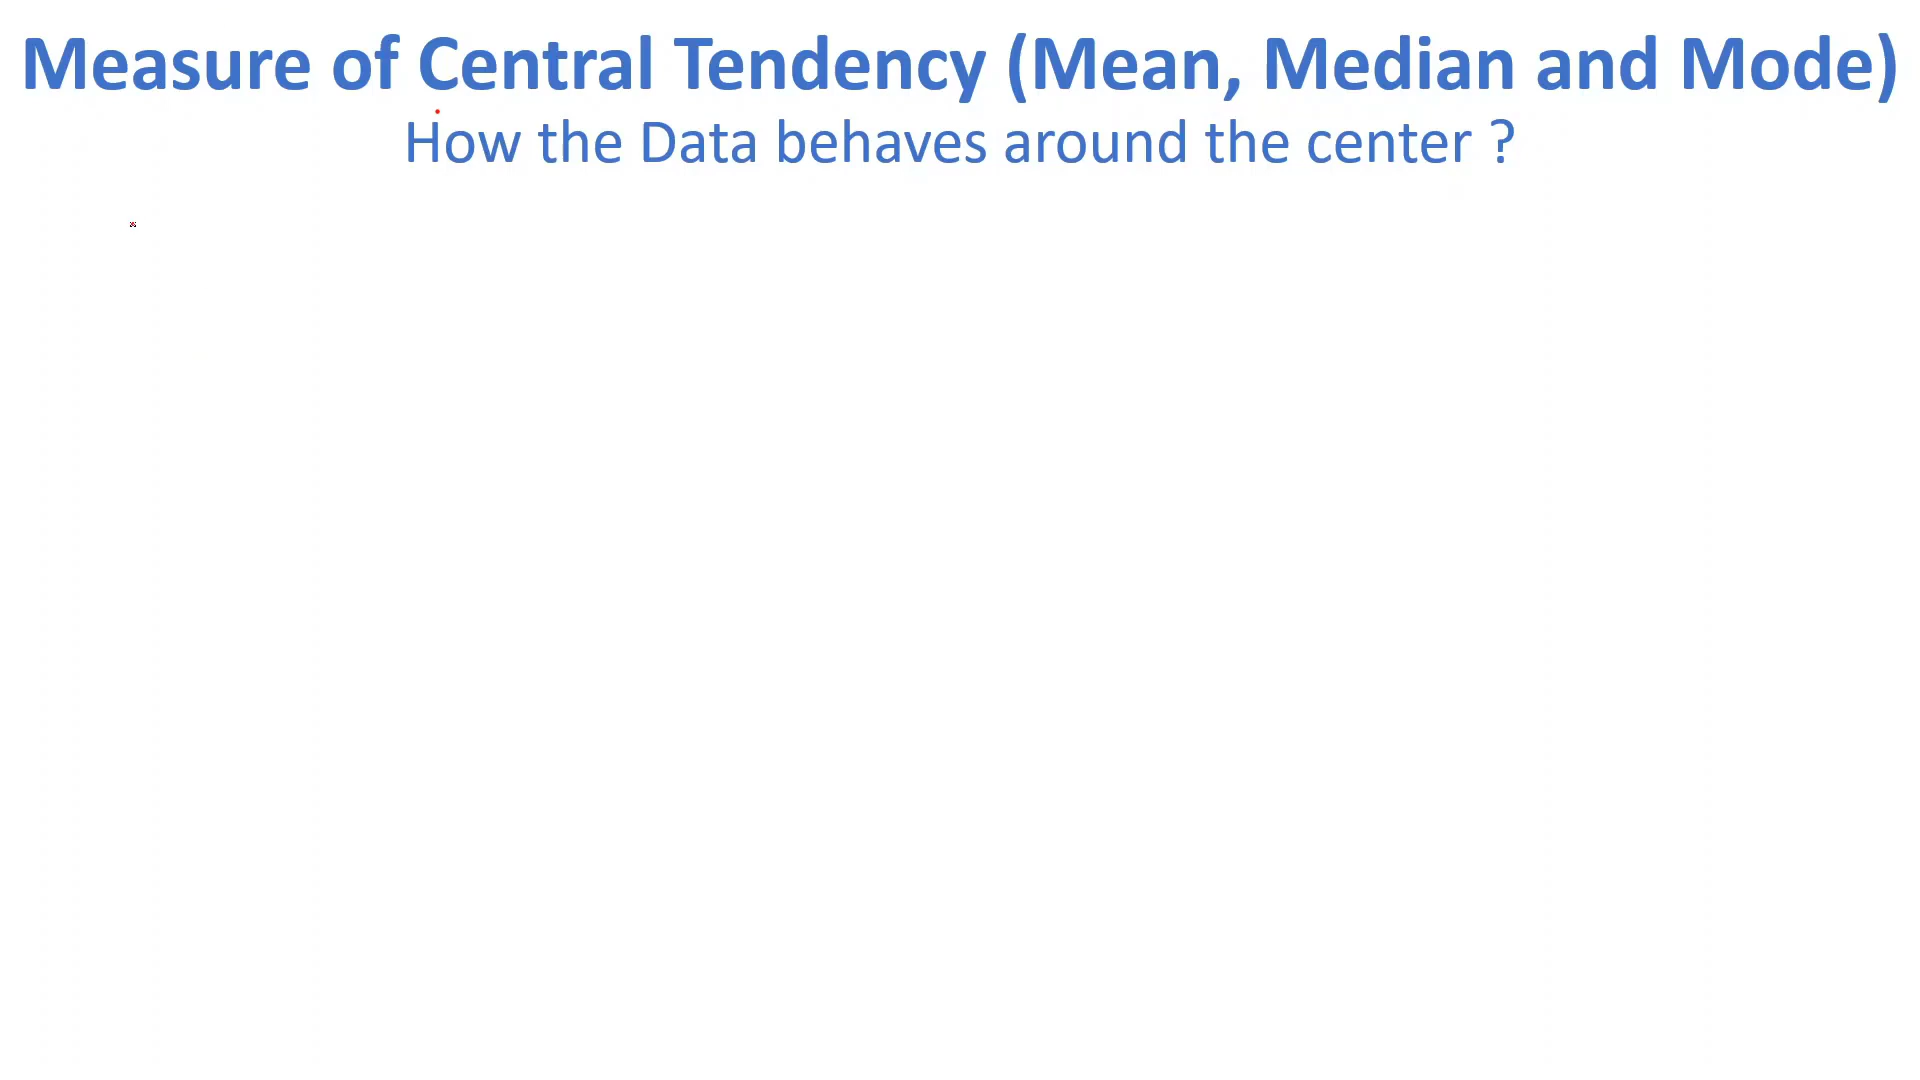 Measure of Central Tendency (Mean, Median and Mode)
How the Data behaves around the center ?